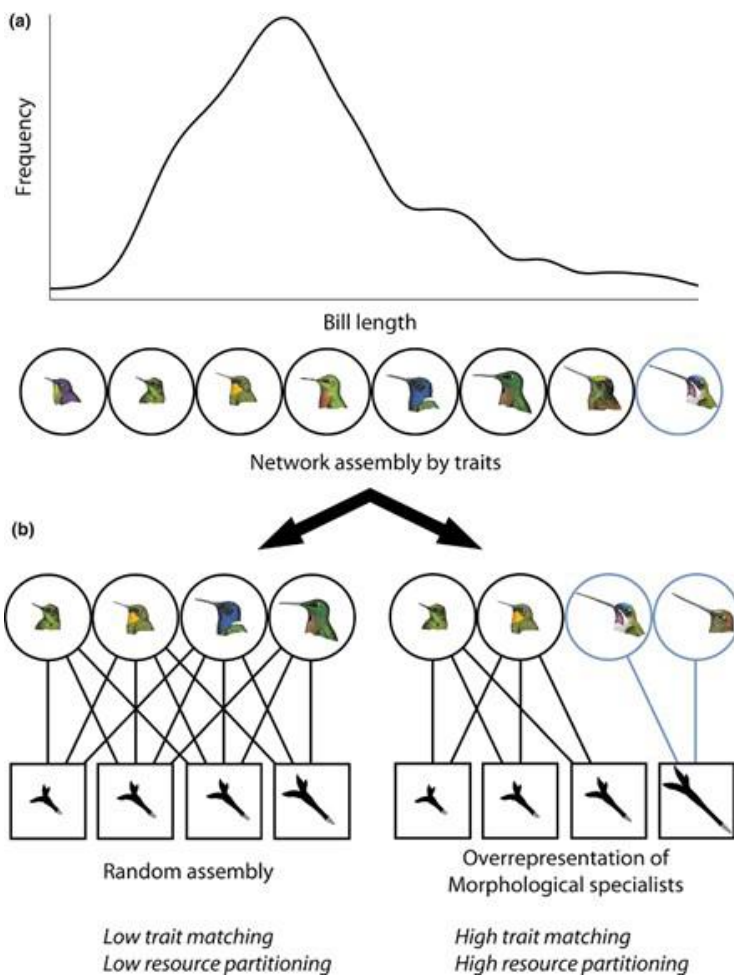 (a)
Frequency
Bill length
Network assembly by traits
(b)
Random assembly
Low trait matching
Low resource partitioning
Overrepresentation of
Morphological specialists
High trait matching
High resource partitioning